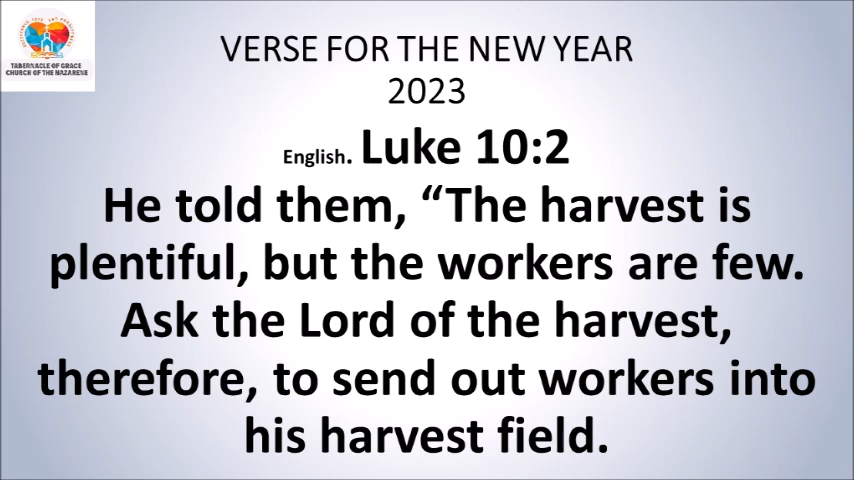 TABERNACLE OF GRACE
CHURCH OF THE NAZARENE
VERSE FOR THE NEW YEAR
2023
English. Luke 10:2
He told them, “The harvest is
plentiful, but the workers are few.
Ask the Lord of the harvest,
therefore, to send out workers into
his harvest field.